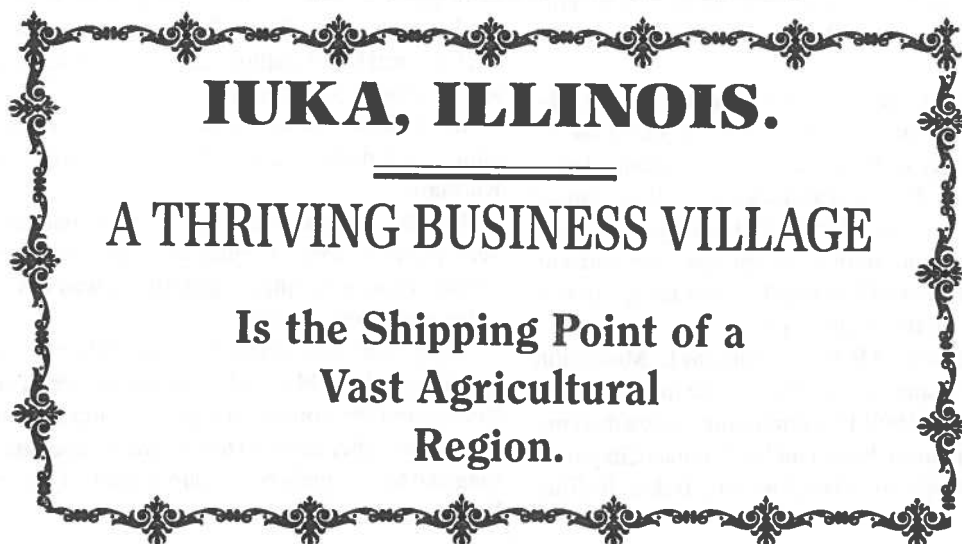 IUKA, ILLINOIS.
A THRIVING BUSINESS VILLAGE
Is the Shipping Point of a
Vast Agricultural
Region.